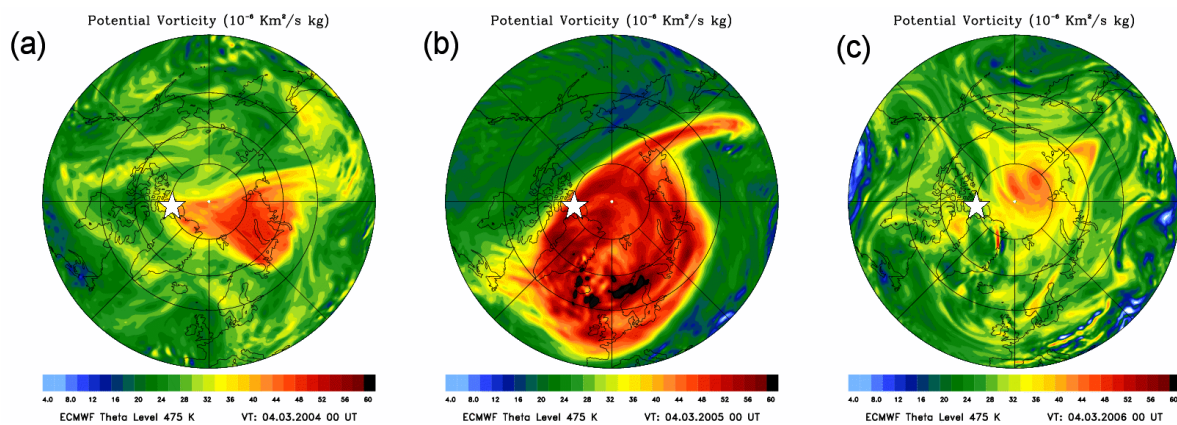 (a)
Potential Vorticity (10⁻⁶ Km²/s kg)
4.0 8.0 12 16 20 24 28 32 36 40 44 48 52 56 60
ECMWF Theta Level 475 K VT: 04.03.2004 00 UT
(b)
Potential Vorticity (10⁻⁶ Km²/s kg)
4.0 8.0 12 16 20 24 28 32 36 40 44 48 52 56 60
ECMWF Theta Level 475 K VT: 04.03.2005 00 UT
(c)
Potential Vorticity (10⁻⁶ Km²/s kg)
4.0 8.0 12 16 20 24 28 32 36 40 44 48 52 56 60
ECMWF Theta Level 475 K VT: 04.03.2006 00 UT